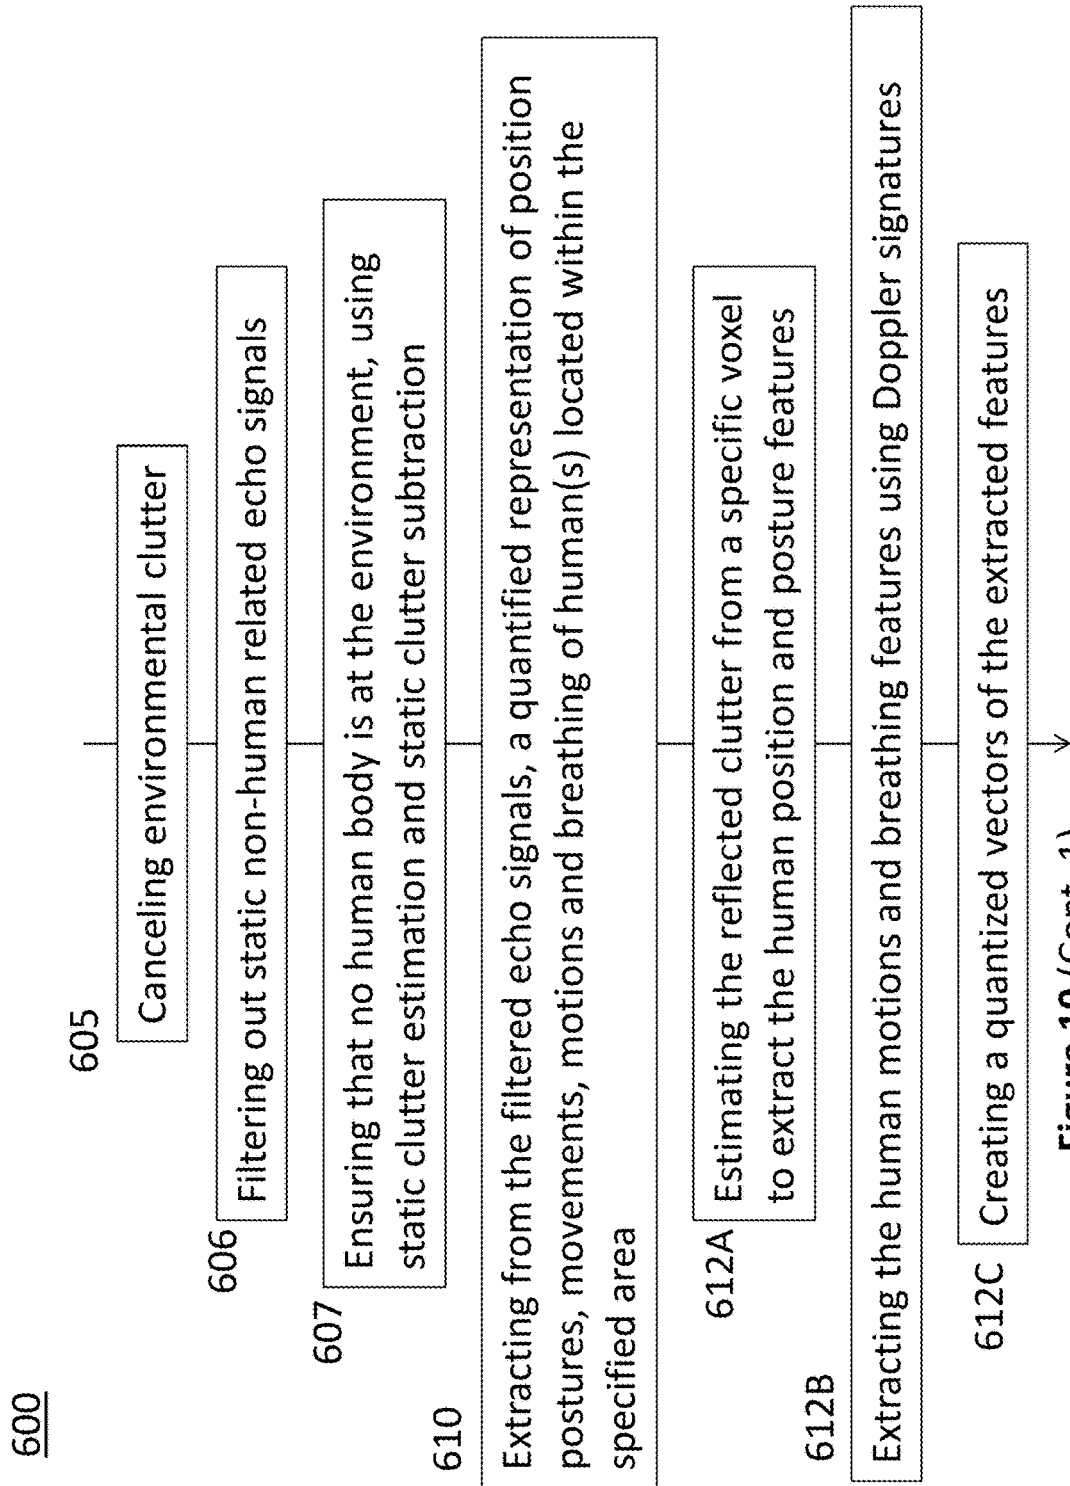 600
605
Canceling environmental clutter
606
Filtering out static non-human related echo signals
607
Ensuring that no human body is at the environment, using
static clutter estimation and static clutter subtraction
610
Extracting from the filtered echo signals, a quantified representation of position
postures, movements, motions and breathing of human(s) located within the
specified area
612A
Estimating the reflected clutter from a specific voxel
to extract the human position and posture features
612B
Extracting the human motions and breathing features using Doppler signatures
612C
Creating a quantized vectors of the extracted features
Figure 10 (Cont. 1)